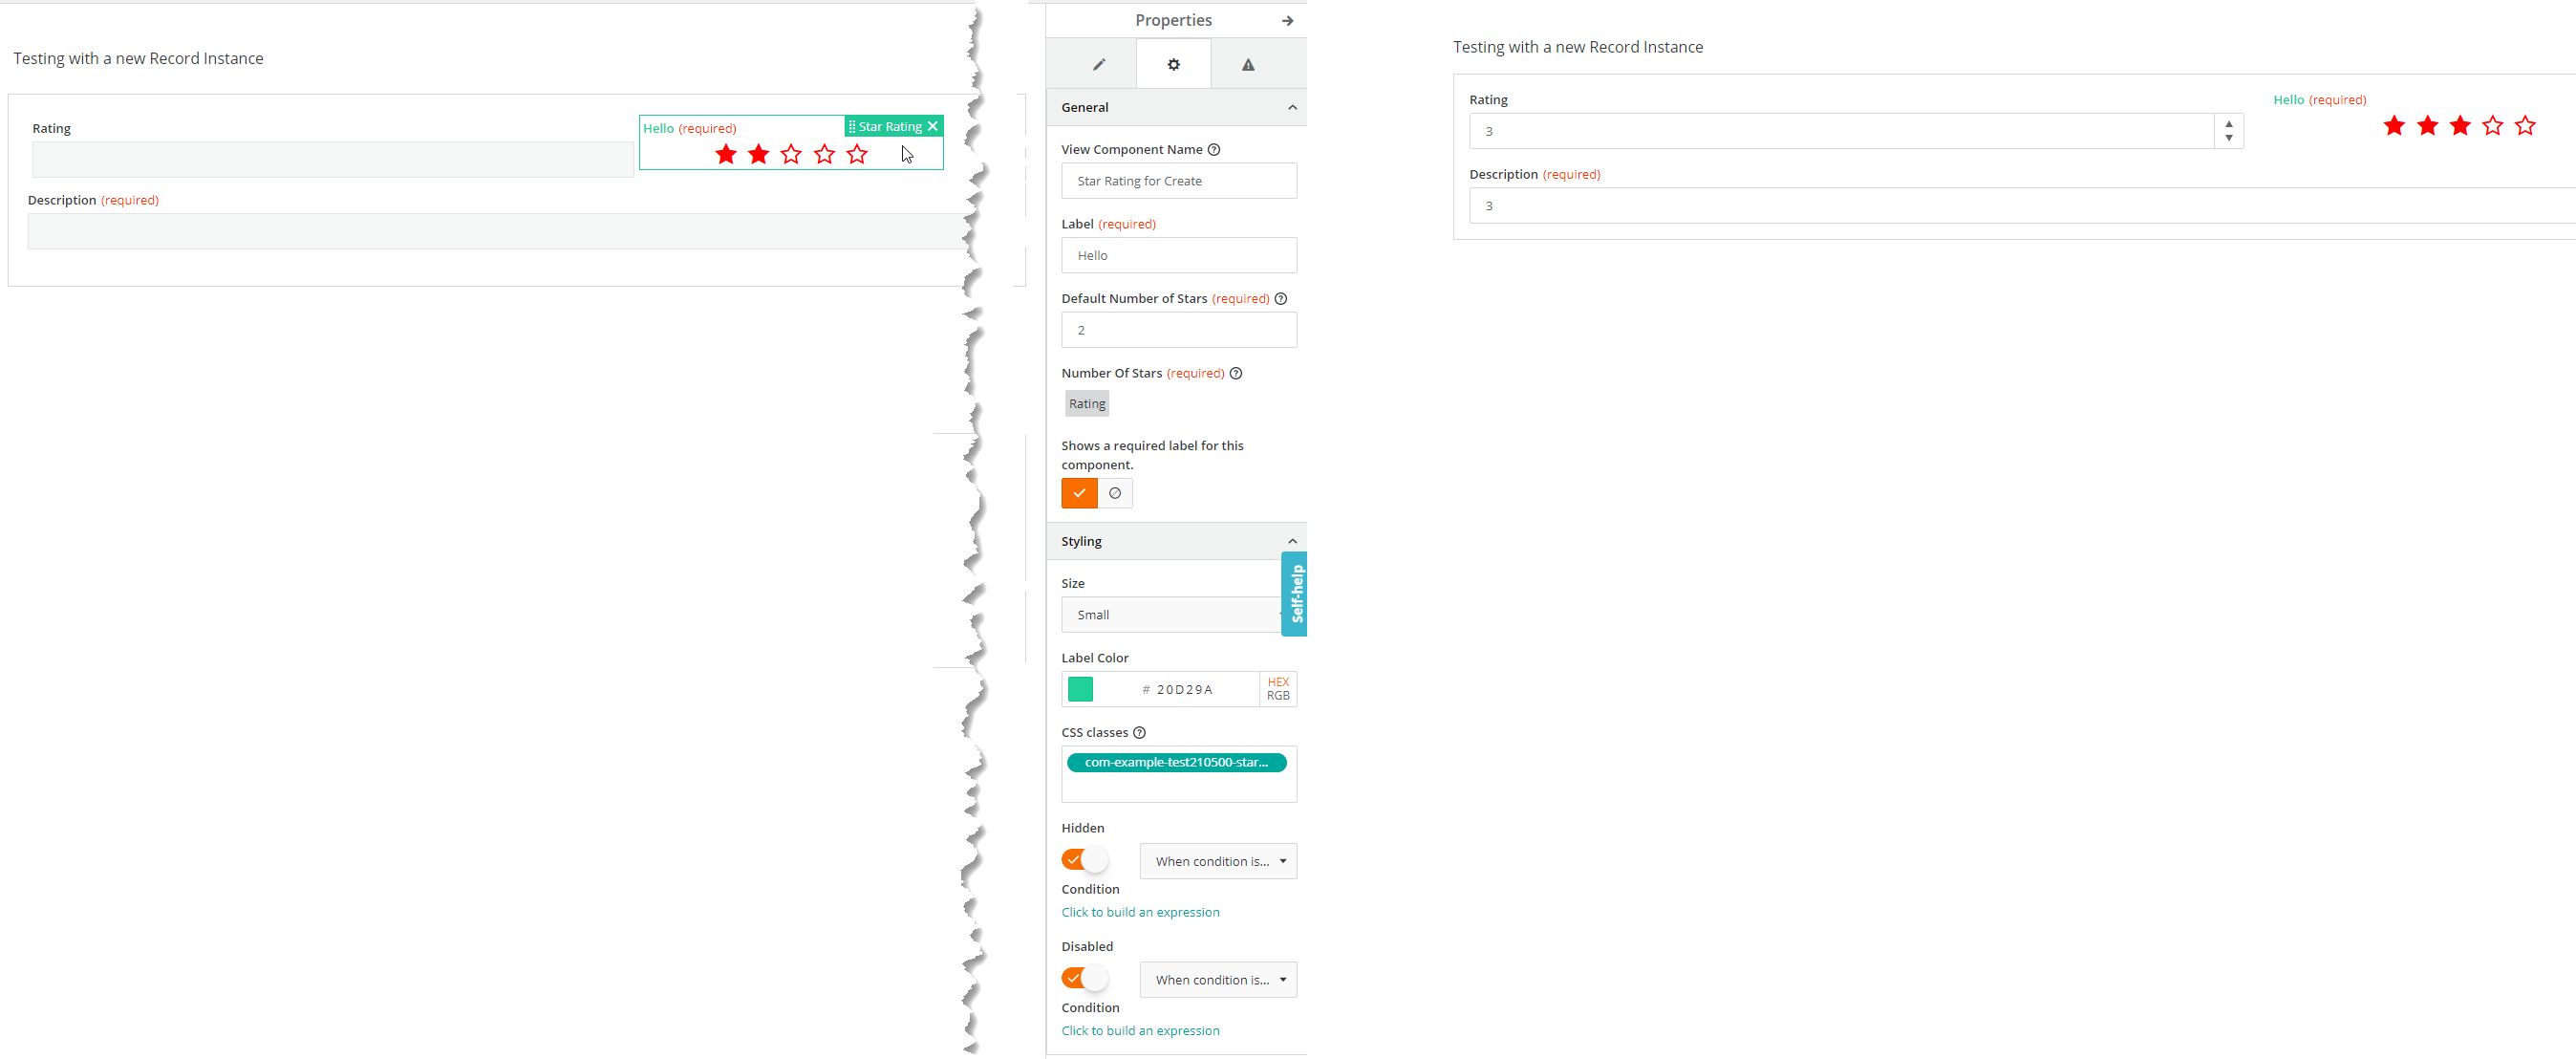 Testing with a new Record Instance
Rating
Hello (required)
Star Rating
Description (required)
Properties
General
View Component Name
Star Rating for Create
Label (required)
Hello
Default Number of Stars (required)
2
Number Of Stars (required)
Rating
Shows a required label for this
component.
Styling
Size
Small
Self-help
Label Color
# 20D29A
HEX
RGB
CSS classes
com-example-test210500-star...
Hidden
When condition is...
Condition
Click to build an expression
Disabled
When condition is...
Condition
Click to build an expression
Testing with a new Record Instance
Rating
3
Hello (required)
Description (required)
3